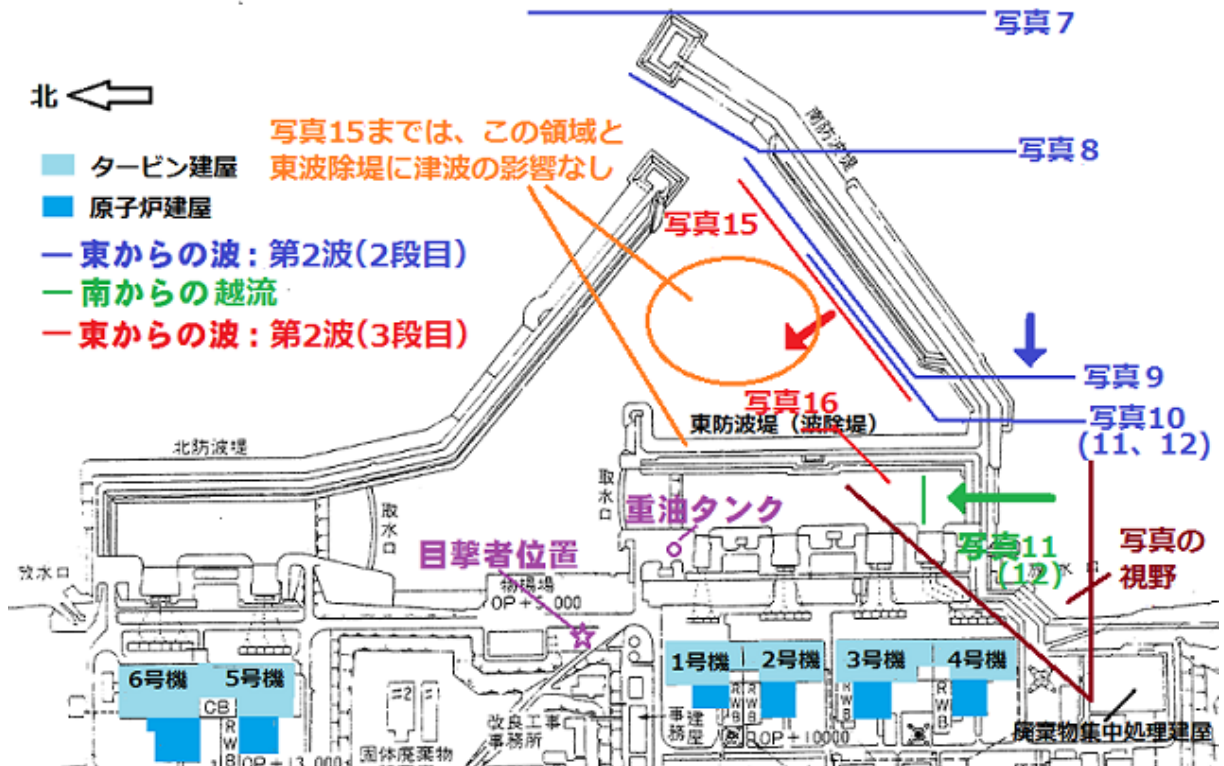 写真7
北
南防波堤
写真15までは、この領域と
東波除堤に津波の影響なし
写真8
タービン建屋
原子炉建屋
東からの波：第2波(2段目)
南からの越流
東からの波：第2波(3段目)
写真15
写真9
写真16
写真10
(11、12)
東防波堤（波除堤）
北防波堤
取水口
取水口
重油タンク
目撃者位置
写真11
(12)
写真の
視野
放水口
物揚場
6号機
5号機
CB
RWB
1号機
2号機
3号機
4号機
RWB
RWB
RWB
RWB
改良工事
事務所
事務
建屋
固体廃棄物
廃棄物集中処理建屋
OP+13,000
OP+10000